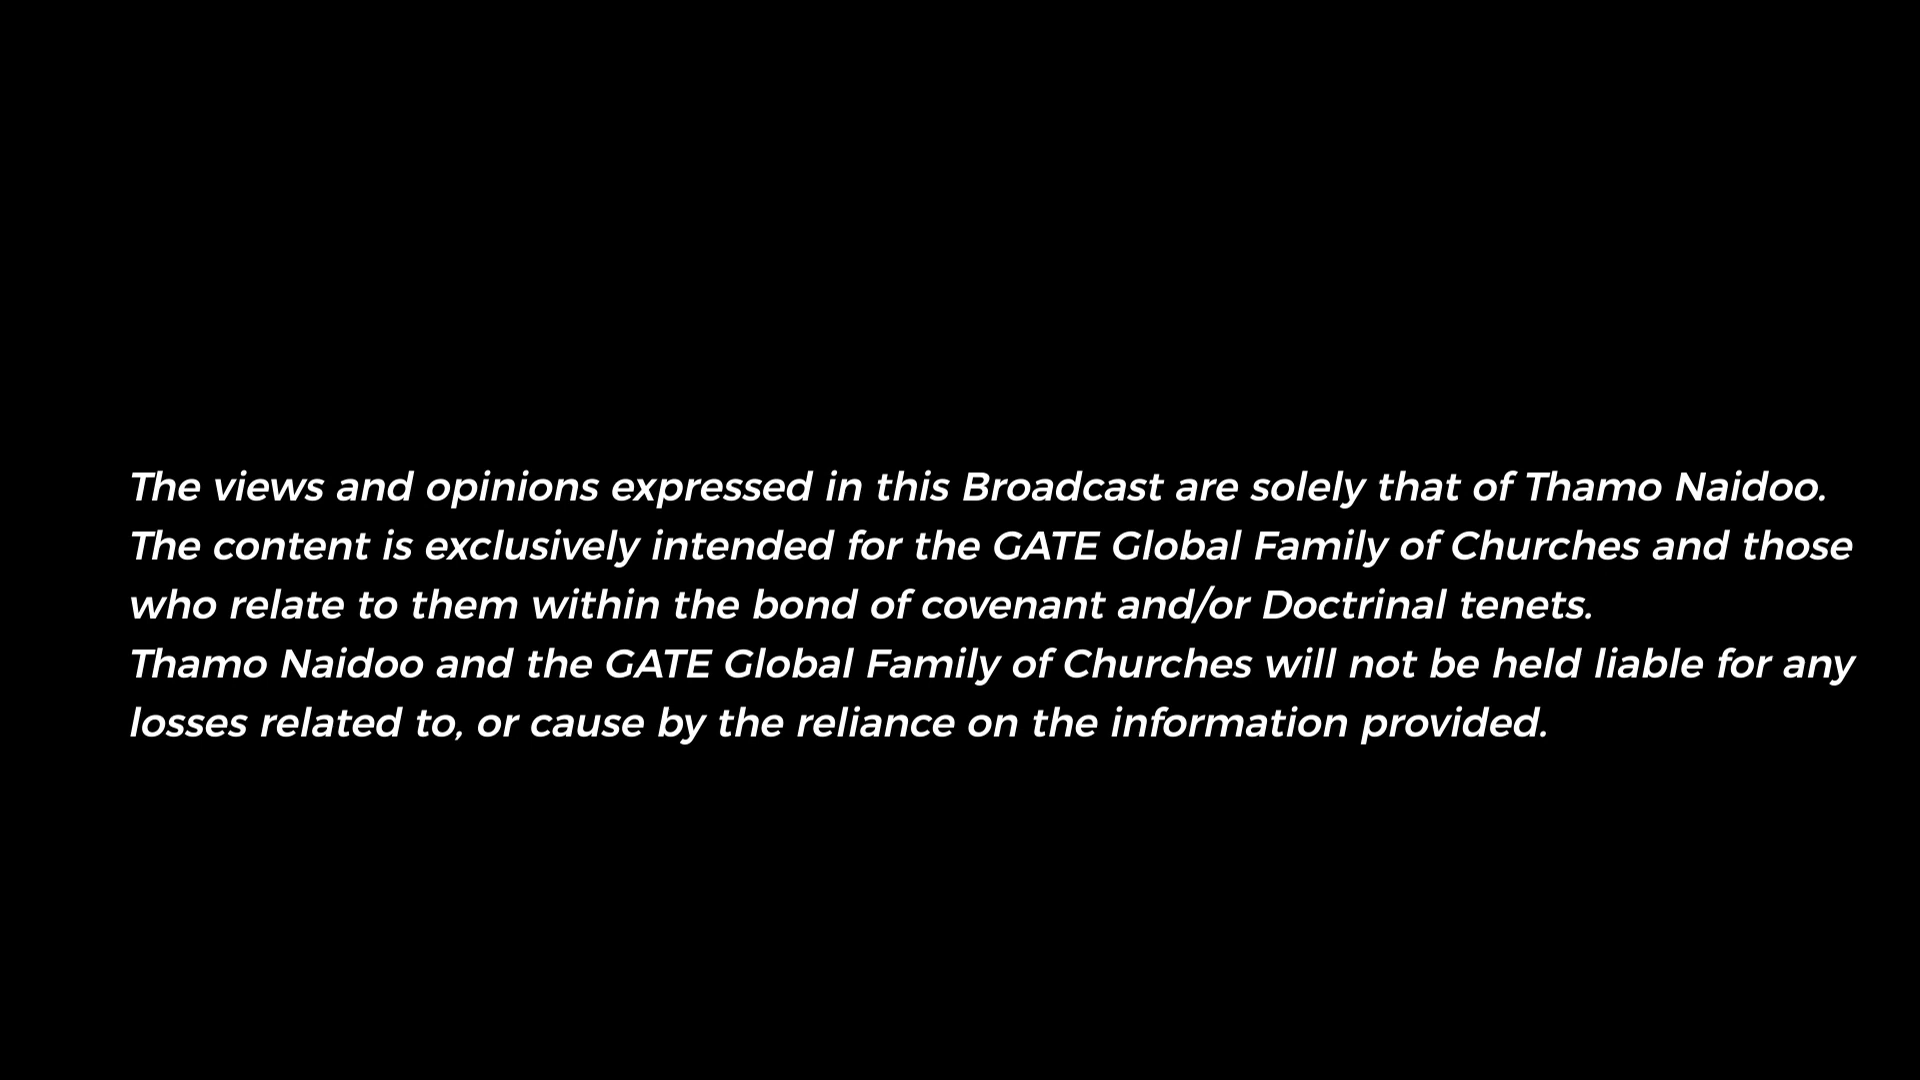 The views and opinions expressed in this Broadcast are solely that of Thamo Naidoo.
The content is exclusively intended for the GATE Global Family of Churches and those
who relate to them within the bond of covenant and/or Doctrinal tenets.
Thamo Naidoo and the GATE Global Family of Churches will not be held liable for any
losses related to, or cause by the reliance on the information provided.